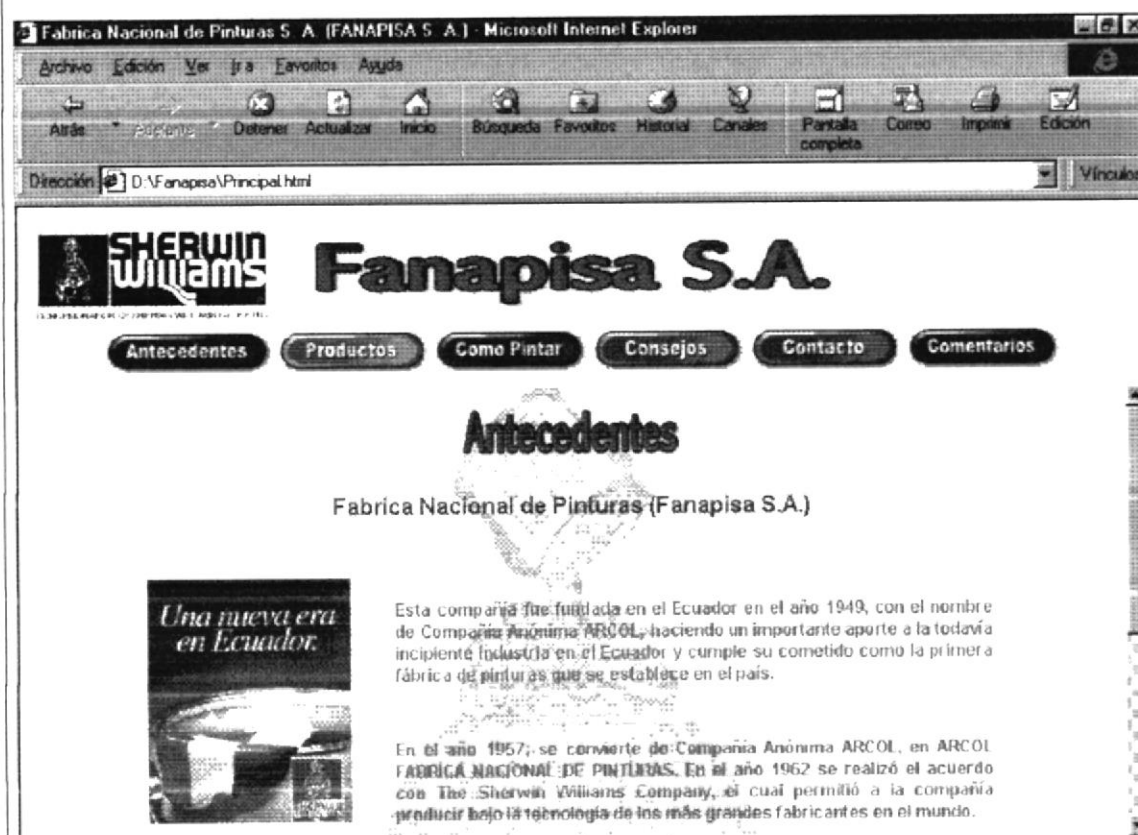 Fabrica Nacional de Pinturas S. A. (FANAPISA S. A.) - Microsoft Internet Explorer
Archivo Edición Ver Ir a Favoritos Ayuda
Atrás Adelante Detener Actualizar Inicio Búsqueda Favoritos Historial Canales Pantalla completa Correo Imprimir Edición
Dirección D:\Fanapisa\Principal.html Vínculos
SHERWIN WILLIAMS
Fanapisa S.A.
Antecedentes Productos Como Pintar Consejos Contacto Comentarios
Antecedentes
Fabrica Nacional de Pinturas (Fanapisa S.A.)
Una nueva era
en Ecuador.
Esta compañía fue fundada en el Ecuador en el año 1949, con el nombre
de Compañía Anónima ARCOL, haciendo un importante aporte a la todavía
incipiente Industria en el Ecuador y cumple su cometido como la primera
fábrica de pinturas que se establece en el país.
En el año 1957, se convierte de Compañía Anónima ARCOL, en ARCOL
FABRICA NACIONAL DE PINTURAS. En el año 1962 se realizó el acuerdo
con The Sherwin Williams Company, el cual permitió a la compañía
producir bajo la tecnología de los más grandes fabricantes en el mundo.
SHERWIN